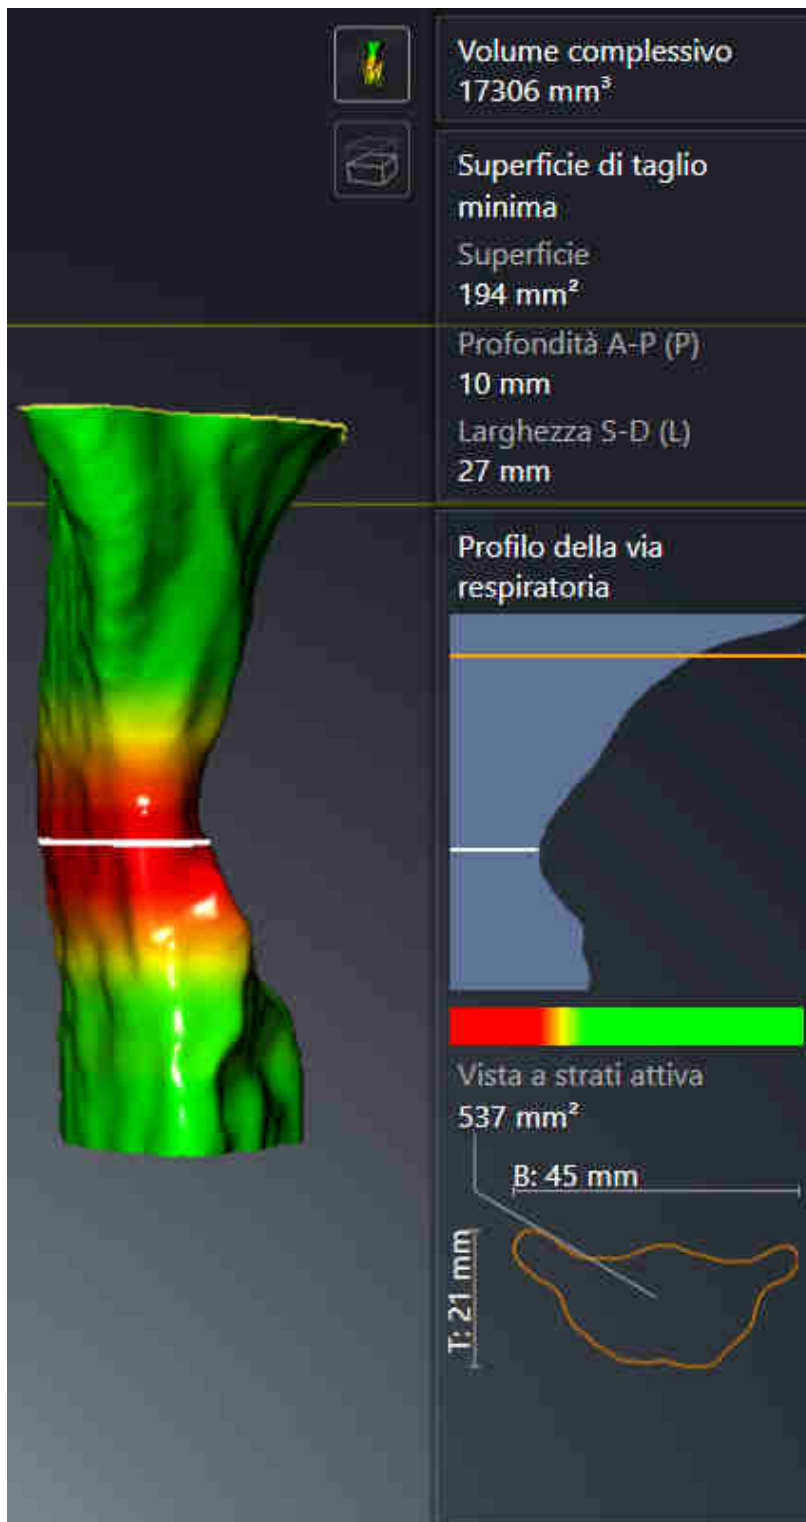 Volume complessivo
17306 mm³
Superficie di taglio
minima
Superficie
194 mm²
Profondità A-P (P)
10 mm
Larghezza S-D (L)
27 mm
Profilo della via
respiratoria
Vista a strati attiva
537 mm²
B: 45 mm
T: 21 mm